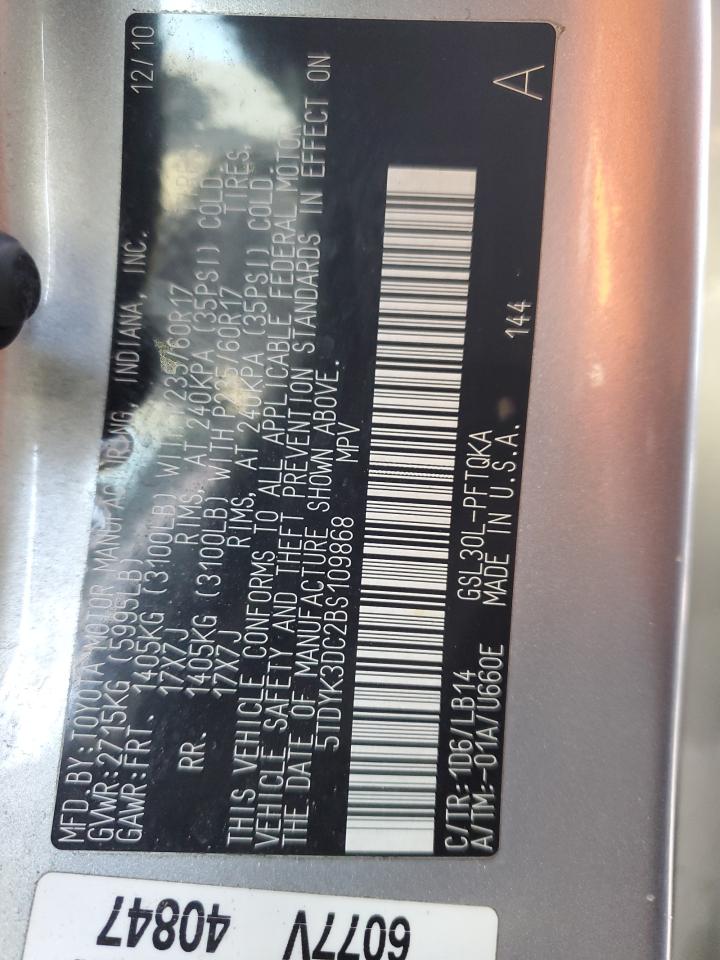 MFD. BY: TOYOTA MOTOR MANUFACTURING, INDIANA, INC. 12/10
GVWR: 2715KG (5995LB)
GAWR: FRT. 1405KG (3100LB) WITH P235/60R17
17X7J RIMS, AT 240KPA (35PSI) COLD.
RR. 1405KG (3100LB) WITH P235/60R17 TIRES,
17X7J RIMS, AT 240KPA (35PSI) COLD.
THIS VEHICLE CONFORMS TO ALL APPLICABLE FEDERAL MOTOR
VEHICLE SAFETY AND THEFT PREVENTION STANDARDS IN EFFECT ON
THE DATE OF MANUFACTURE SHOWN ABOVE.
5TDYK3DC2BS109868 MPV
C/TR: 1D6/LB14 GSL30L-PFTQKA 144 A
A/TM: -01A/U660E MADE IN U.S.A.
6077V
40847